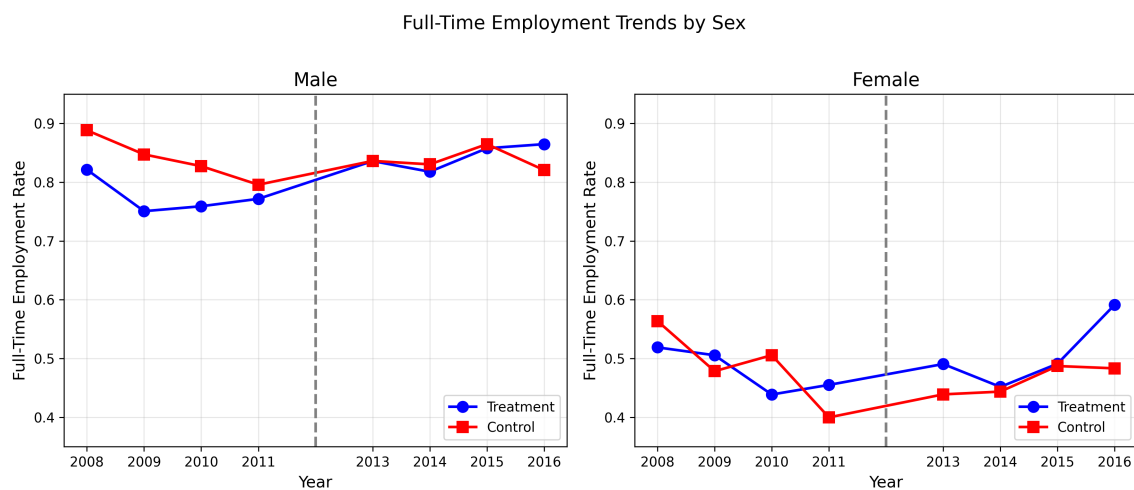 Full-Time Employment Trends by Sex
Male
Full-Time Employment Rate
0.9
0.8
0.7
0.6
0.5
0.4
2008 2009 2010 2011 2013 2014 2015 2016
Year
Treatment
Control
Female
Full-Time Employment Rate
0.9
0.8
0.7
0.6
0.5
0.4
2008 2009 2010 2011 2013 2014 2015 2016
Year
Treatment
Control